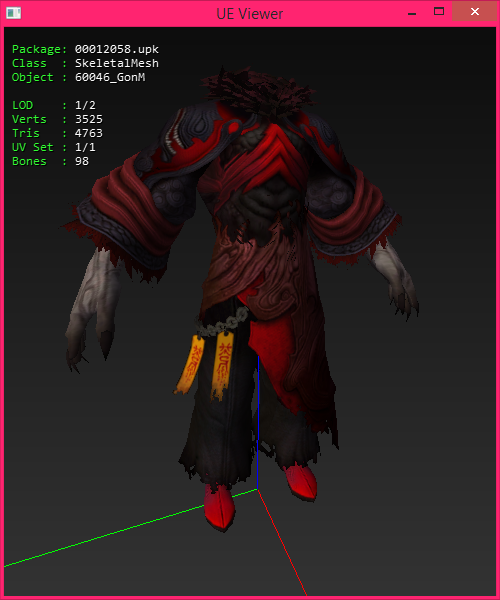 UE Viewer
Package: 00012058.upk
Class : SkeletalMesh
Object : 60046_GonM
LOD : 1/2
Verts : 3525
Tris : 4763
UV Set : 1/1
Bones : 98